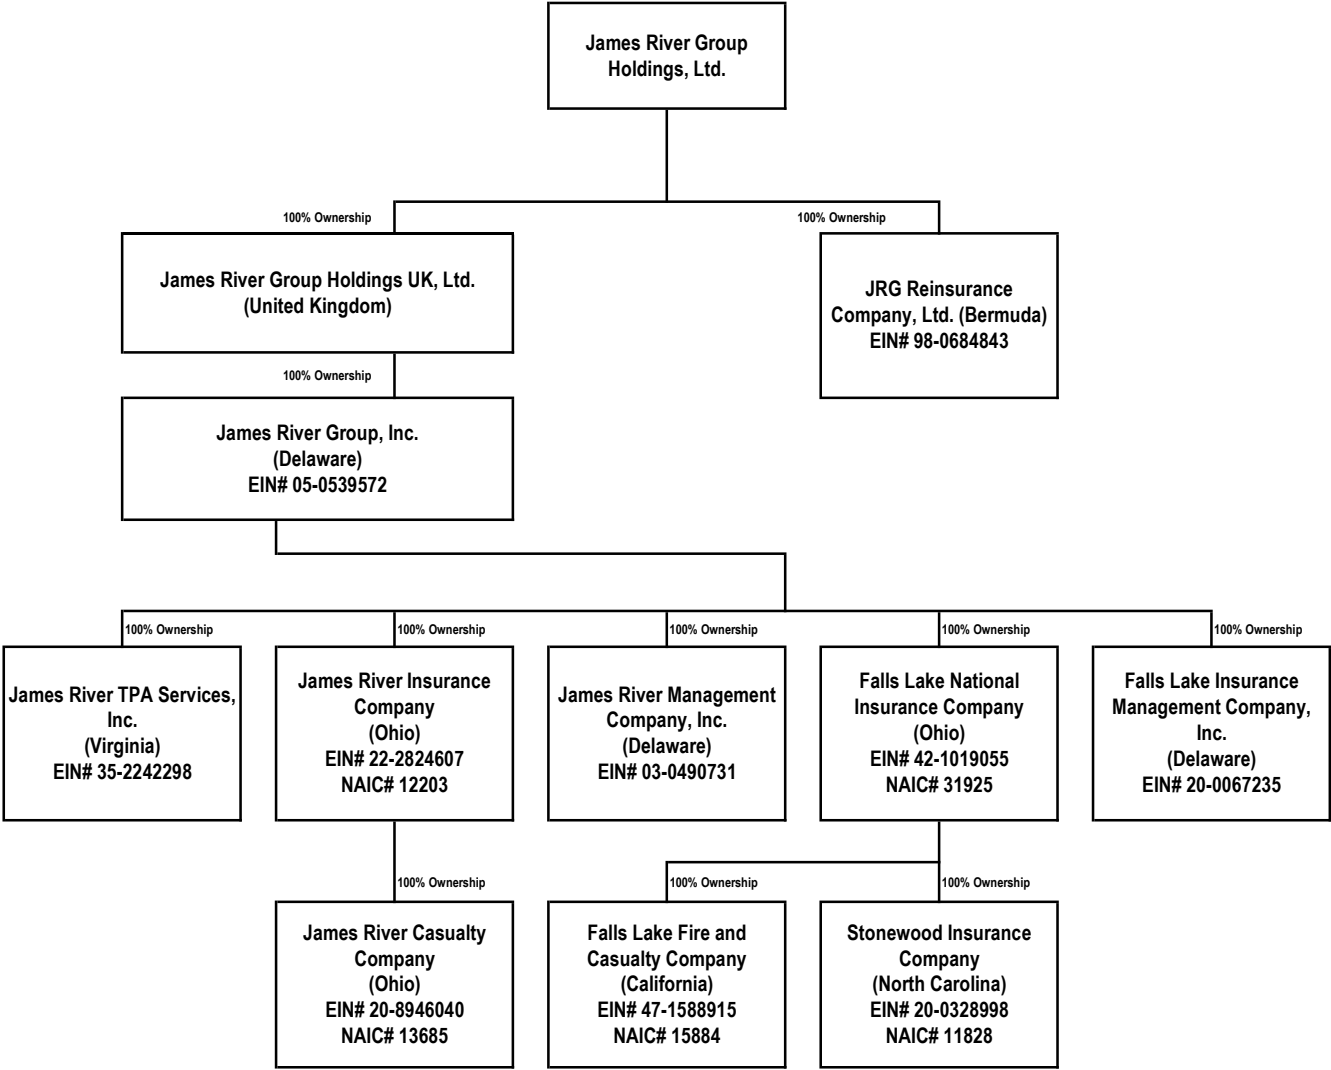 James River Group
Holdings, Ltd.
100% Ownership
100% Ownership
James River Group Holdings UK, Ltd.
(United Kingdom)
JRG Reinsurance
Company, Ltd. (Bermuda)
EIN# 98-0684843
100% Ownership
James River Group, Inc.
(Delaware)
EIN# 05-0539572
100% Ownership
100% Ownership
100% Ownership
100% Ownership
100% Ownership
James River TPA Services,
Inc.
(Virginia)
EIN# 35-2242298
James River Insurance
Company
(Ohio)
EIN# 22-2824607
NAIC# 12203
James River Management
Company, Inc.
(Delaware)
EIN# 03-0490731
Falls Lake National
Insurance Company
(Ohio)
EIN# 42-1019055
NAIC# 31925
Falls Lake Insurance
Management Company,
Inc.
(Delaware)
EIN# 20-0067235
100% Ownership
100% Ownership
100% Ownership
James River Casualty
Company
(Ohio)
EIN# 20-8946040
NAIC# 13685
Falls Lake Fire and
Casualty Company
(California)
EIN# 47-1588915
NAIC# 15884
Stonewood Insurance
Company
(North Carolina)
EIN# 20-0328998
NAIC# 11828